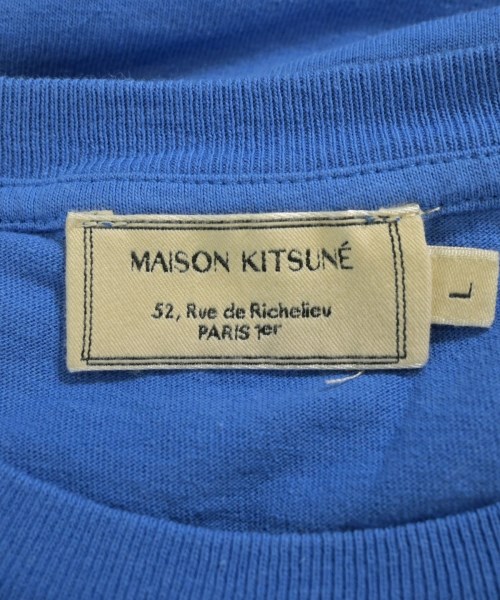 MAISON KITSUNÉ
52, Rue de Richelieu
PARIS 1er
L